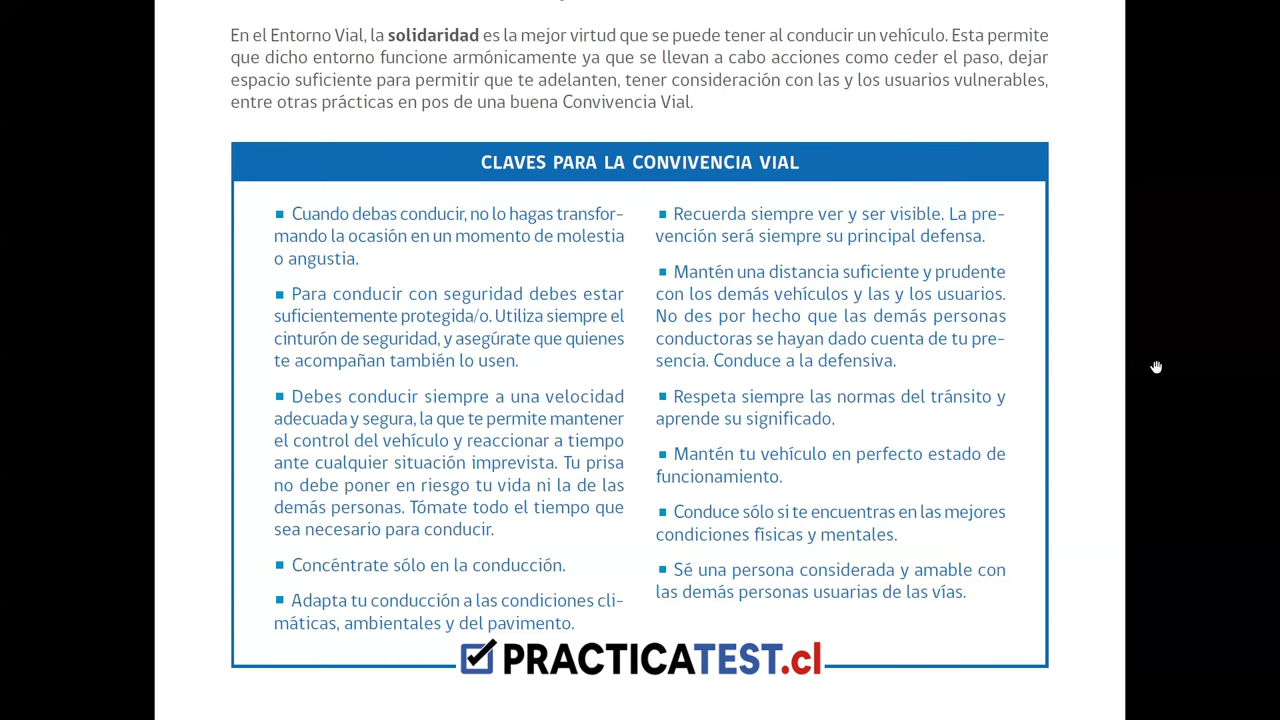 En el Entorno Vial, la solidaridad es la mejor virtud que se puede tener al conducir un vehículo. Esta permite
que dicho entorno funcione armónicamente ya que se llevan a cabo acciones como ceder el paso, dejar
espacio suficiente para permitir que te adelanten, tener consideración con las y los usuarios vulnerables,
entre otras prácticas en pos de una buena Convivencia Vial.
CLAVES PARA LA CONVIVENCIA VIAL
▪ Cuando debas conducir, no lo hagas transfor-
mando la ocasión en un momento de molestia
o angustia.
▪ Para conducir con seguridad debes estar
suficientemente protegida/o. Utiliza siempre el
cinturón de seguridad, y asegúrate que quienes
te acompañan también lo usen.
▪ Debes conducir siempre a una velocidad
adecuada y segura, la que te permite mantener
el control del vehículo y reaccionar a tiempo
ante cualquier situación imprevista. Tu prisa
no debe poner en riesgo tu vida ni la de las
demás personas. Tómate todo el tiempo que
sea necesario para conducir.
▪ Concéntrate sólo en la conducción.
▪ Adapta tu conducción a las condiciones cli-
máticas, ambientales y del pavimento.
▪ Recuerda siempre ver y ser visible. La pre-
vención será siempre su principal defensa.
▪ Mantén una distancia suficiente y prudente
con los demás vehículos y las y los usuarios.
No des por hecho que las demás personas
conductoras se hayan dado cuenta de tu pre-
sencia. Conduce a la defensiva.
▪ Respeta siempre las normas del tránsito y
aprende su significado.
▪ Mantén tu vehículo en perfecto estado de
funcionamiento.
▪ Conduce sólo si te encuentras en las mejores
condiciones físicas y mentales.
▪ Sé una persona considerada y amable con
las demás personas usuarias de las vías.
PRACTICATEST.cl